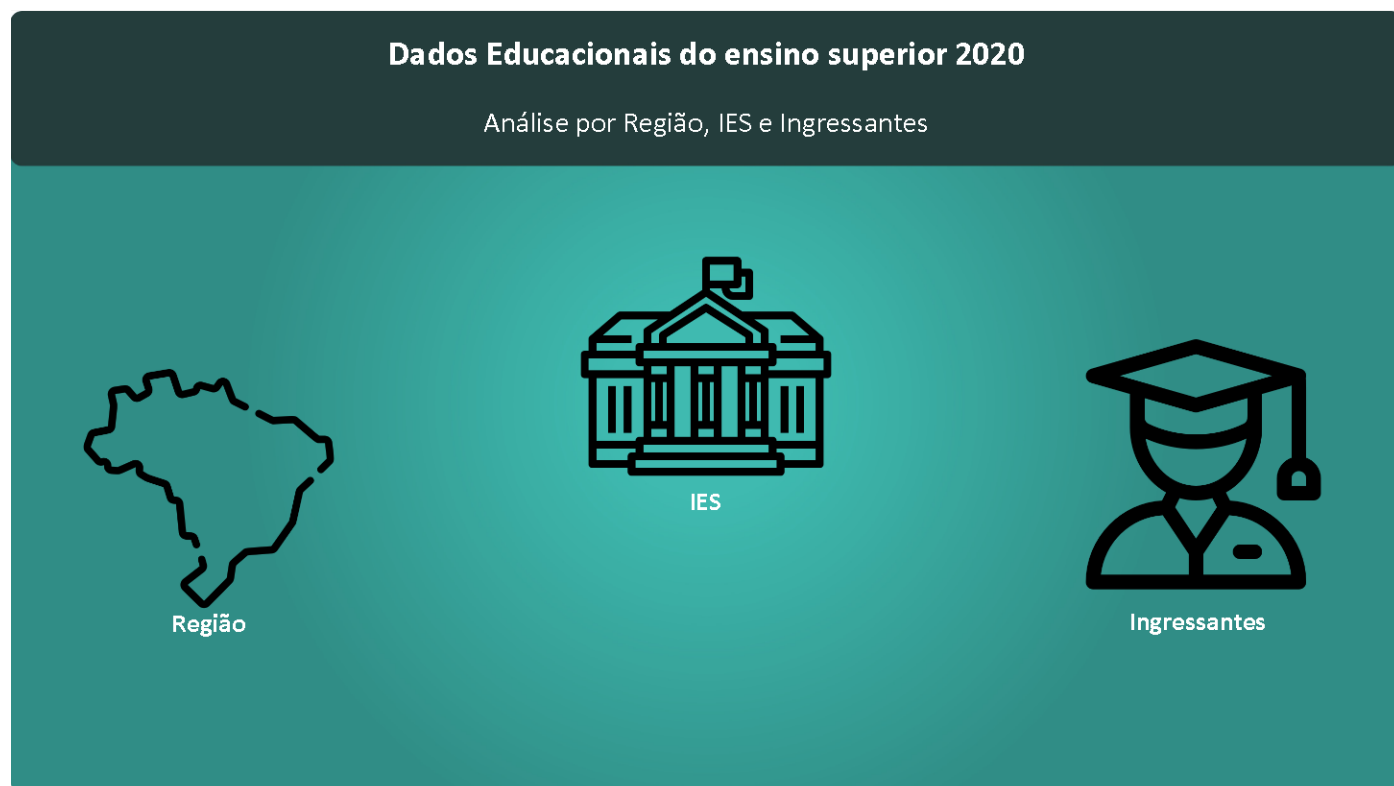 Dados Educacionais do ensino superior 2020
Análise por Região, IES e Ingressantes
IES
Região
Ingressantes